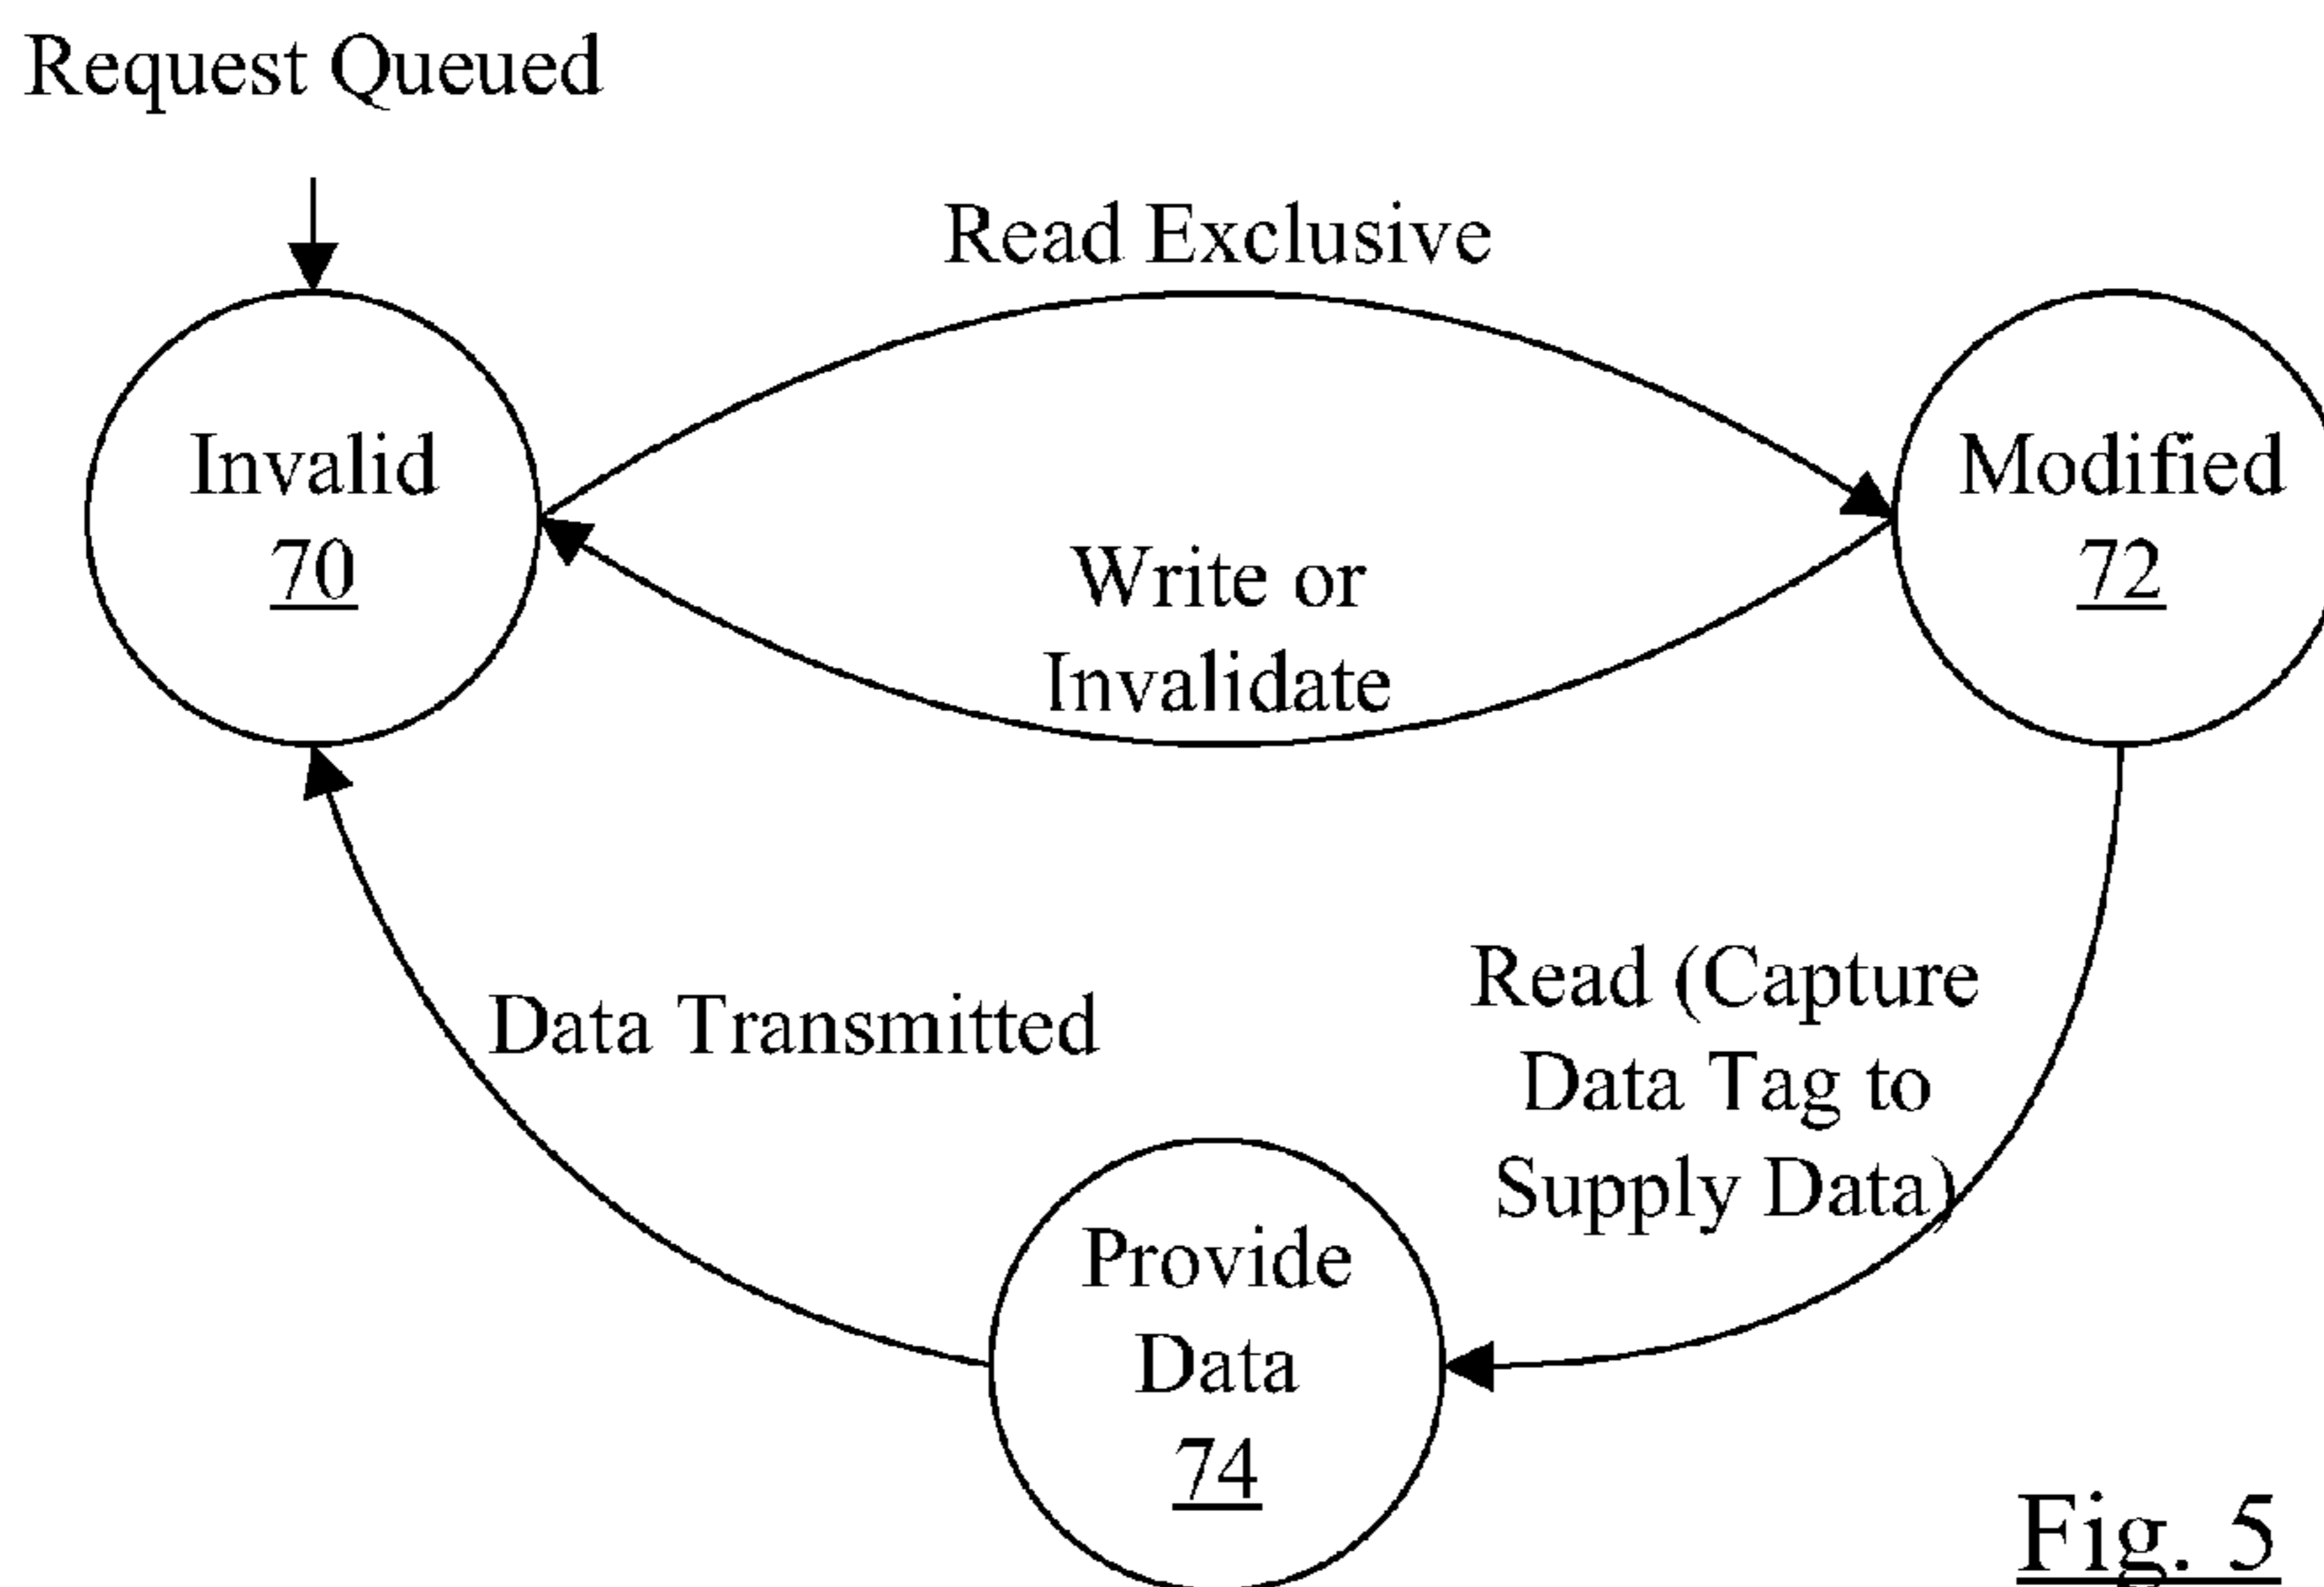 Request Queued
Read Exclusive
Invalid
70
Modified
72
Write or
Invalidate
Data Transmitted
Read (Capture
Data Tag to
Supply Data)
Provide
Data
74
Fig. 5